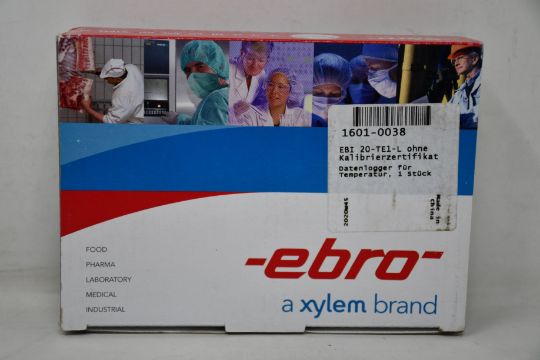 1601-0038
EBI 20-TE1-L ohne
Kalibrierzertifikat
Datenlogger für
Temperatur, 1 Stück
Made in
China
FOOD
PHARMA
LABORATORY
MEDICAL
INDUSTRIAL
-ebro-
a xylem brand